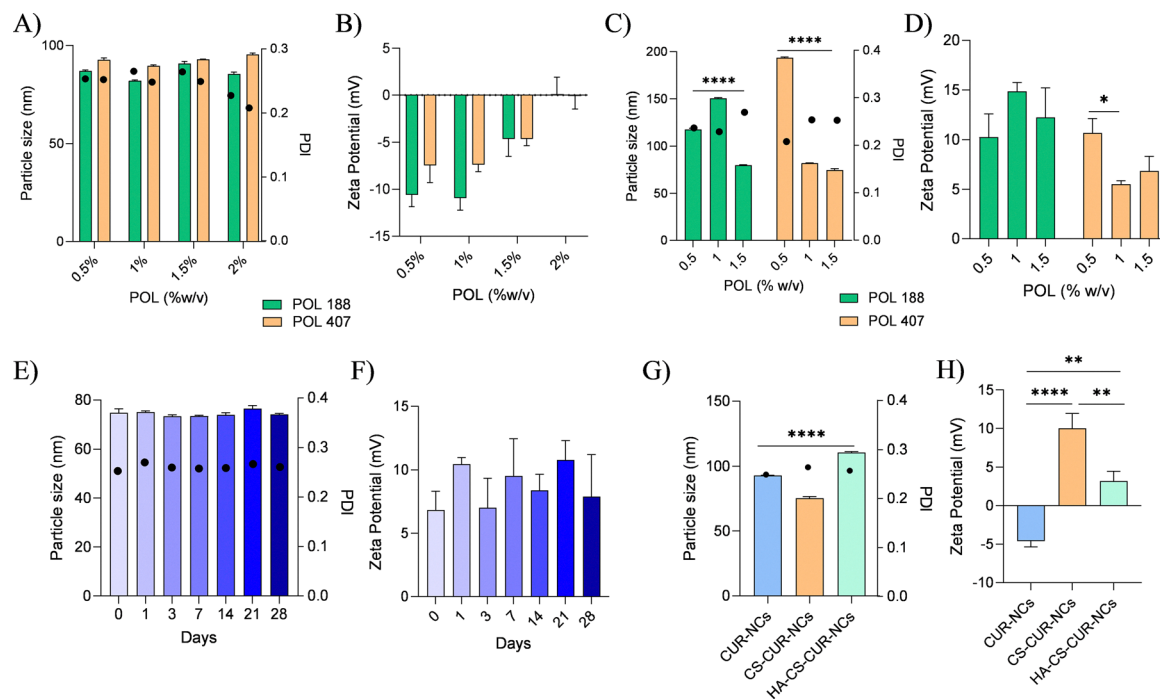 A)
Particle size (nm)
100
50
0
0.3
0.2
0.1
0.0
PDI
0.5%
1%
1.5%
2%
POL (%w/v)
B)
Zeta Potential (mV)
5
0
-5
-10
-15
0.5%
1%
1.5%
2%
POL (%w/v)
POL 188
POL 407
C)
Particle size (nm)
200
150
100
50
0
****
****
0.4
0.3
0.2
0.1
0.0
PDI
0.5
1
1.5
0.5
1
1.5
POL (% w/v)
D)
Zeta Potential (mV)
20
15
10
5
0
*
0.5
1
1.5
0.5
1
1.5
POL (% w/v)
POL 188
POL 407
E)
Particle size (nm)
80
60
40
20
0
0.4
0.3
0.2
0.1
0.0
PDI
0
1
3
7
14
21
28
Days
F)
Zeta Potential (mV)
15
10
5
0
0
1
3
7
14
21
28
Days
G)
Particle size (nm)
150
100
50
0
****
0.4
0.3
0.2
0.1
0.0
PDI
CUR-NCs
CS-CUR-NCs
HA-CS-CUR-NCs
H)
Zeta Potential (mV)
15
10
5
0
-5
-10
**
****
**
CUR-NCs
CS-CUR-NCs
HA-CS-CUR-NCs